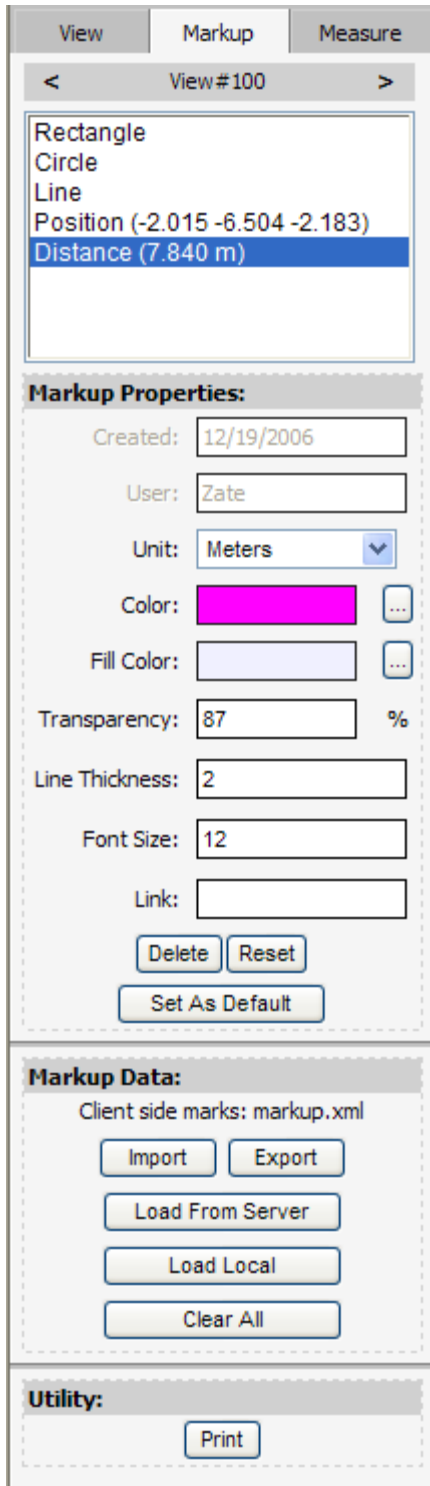 View Markup Measure
< View#100 >
Rectangle
Circle
Line
Position (-2.015 -6.504 -2.183)
Distance (7.840 m)
Markup Properties:
Created: 12/19/2006
User: Zate
Unit: Meters
Color: ...
Fill Color: ...
Transparency: 87 %
Line Thickness: 2
Font Size: 12
Link:
Delete Reset
Set As Default
Markup Data:
Client side marks: markup.xml
Import Export
Load From Server
Load Local
Clear All
Utility:
Print